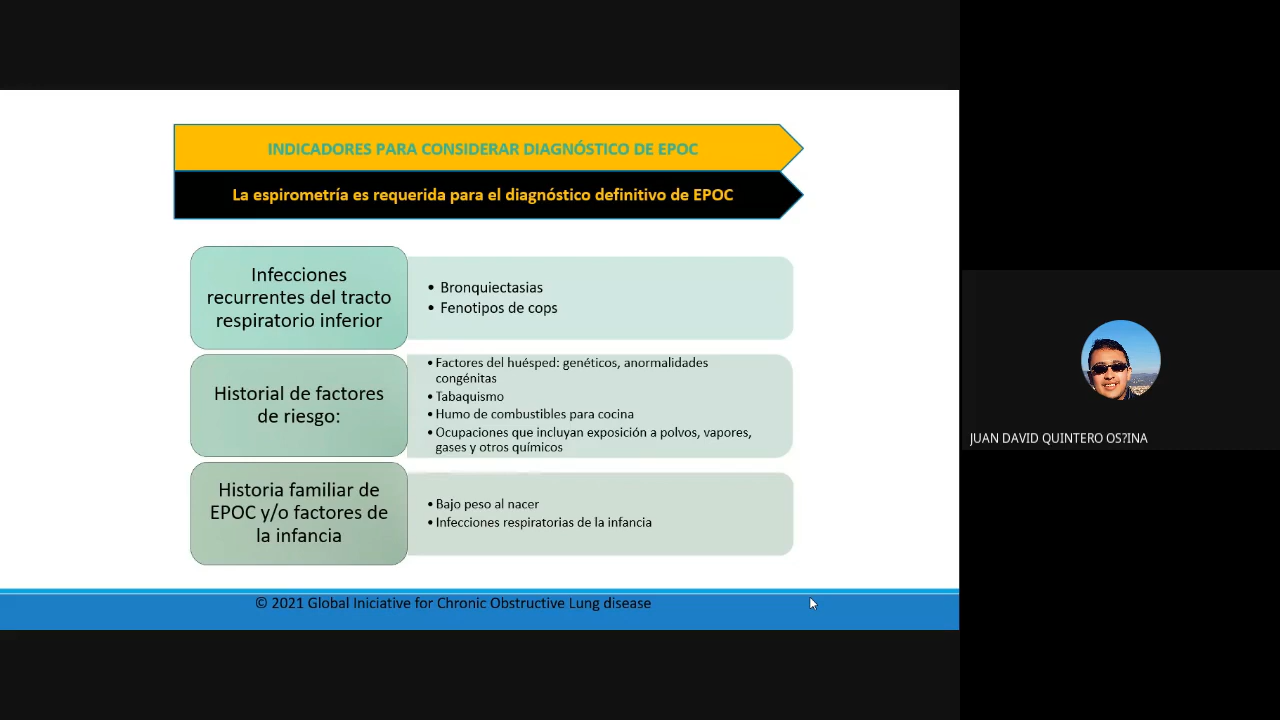 INDICADORES PARA CONSIDERAR DIAGNÓSTICO DE EPOC
La espirometría es requerida para el diagnóstico definitivo de EPOC
Infecciones
recurrentes del tracto
respiratorio inferior
• Bronquiectasias
• Fenotipos de cops
Historial de factores
de riesgo:
• Factores del huésped: genéticos, anormalidades
congénitas
• Tabaquismo
• Humo de combustibles para cocina
• Ocupaciones que incluyan exposición a polvos, vapores,
gases y otros químicos
Historia familiar de
EPOC y/o factores de
la infancia
• Bajo peso al nacer
• Infecciones respiratorias de la infancia
© 2021 Global Iniciative for Chronic Obstructive Lung disease
JUAN DAVID QUINTERO OS?INA